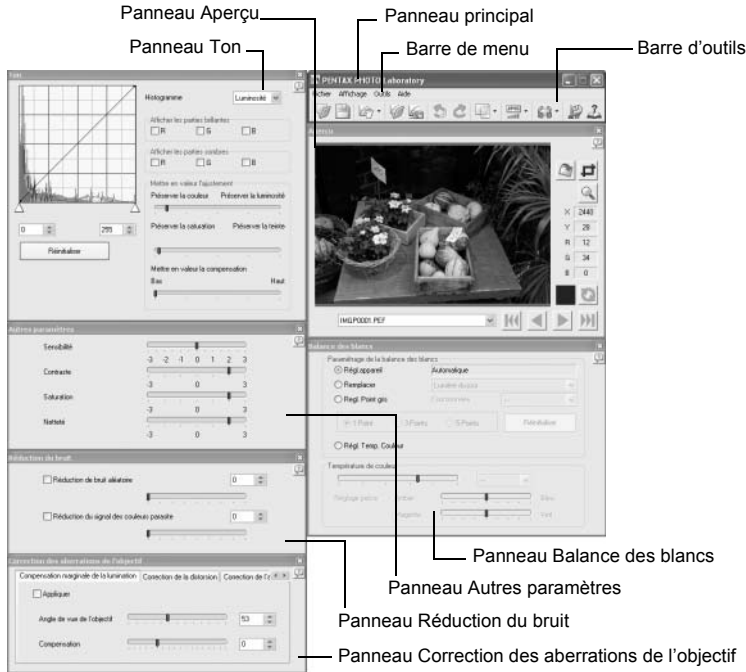 Panneau Aperçu
Panneau principal
Panneau Ton
Barre de menu
Barre d’outils
Ton
Histogramme
Luminosité
Afficher les parties brillantes
R G B
Afficher les parties sombres
R G B
Mettre en valeur l'ajustement
Préserver la couleur Préserver la luminosité
Préserver la saturation Préserver la teinte
Mettre en valeur la compensation
Bas Haut
0 255
Réinitialiser
PENTAX PHOTO Laboratory
Fichier Affichage Outils Aide
Aperçu
X 2448
Y 28
R 12
G 34
B 0
IMGP0001.PEF
Autres paramètres
Sensibilité
-3 -2 -1 0 1 2 3
Contraste
-3 0 3
Saturation
-3 0 3
Netteté
-3 0 3
Balance des blancs
Paramétrage de la balance des blancs
Régl.appareil Automatique
Remplacer Lumière du jour
Regl. Point gris
1 Point 3 Points 5 Points Réinitialiser
Régl. Temp. Couleur
Température de couleur
Bleu
Magenta Vert
Réduction du bruit
Réduction de bruit aléatoire 0
Réduction du signal des couleurs parasite 0
Correction des aberrations de l'objectif
Compensation marginale de la lumination Correction de la distorsion Correction de l'a
Appliquer
Angle de vue de l'objectif 53
Compensation 0
Panneau Balance des blancs
Panneau Autres paramètres
Panneau Réduction du bruit
Panneau Correction des aberrations de l’objectif